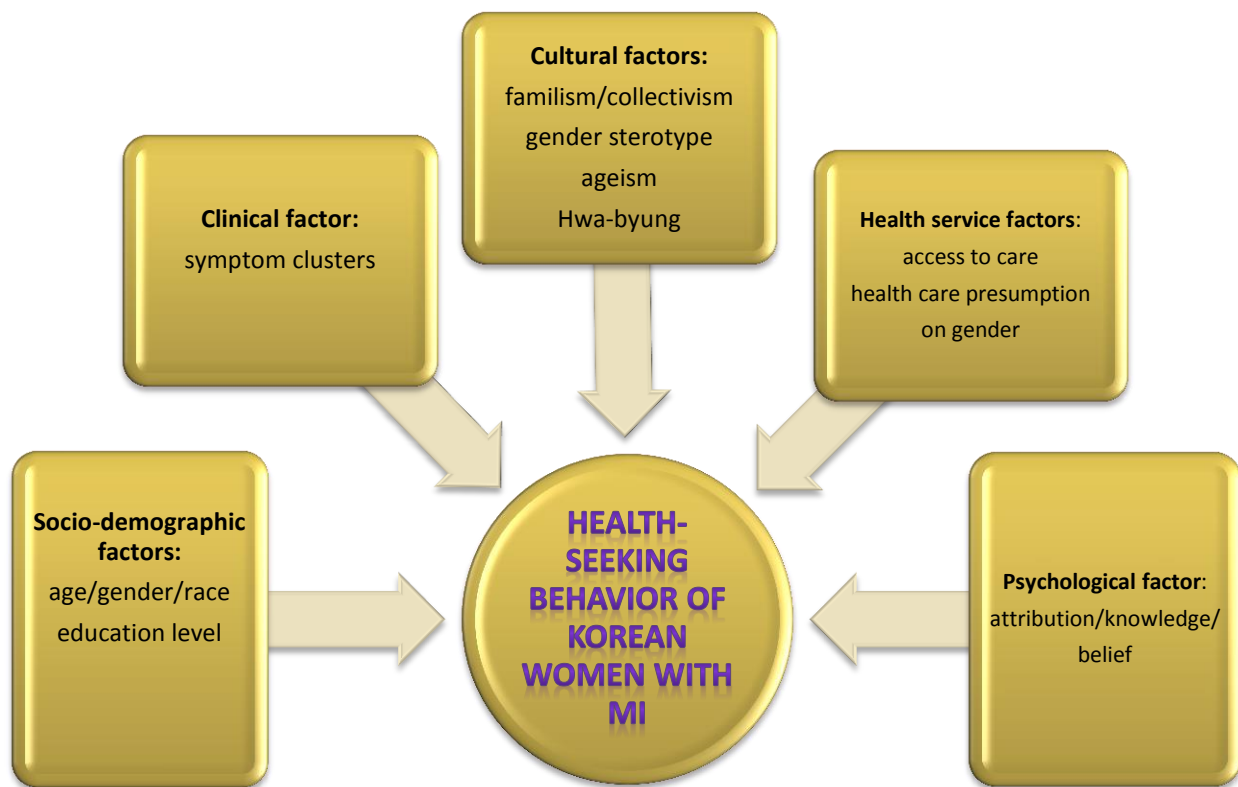 Cultural factors:
familism/collectivism
gender sterotype
ageism
Hwa-byung
Clinical factor:
symptom clusters
Health service factors:
access to care
health care presumption
on gender
Socio-demographic
factors:
age/gender/race
education level
HEALTH-
SEEKING
BEHAVIOR OF
KOREAN
WOMEN WITH
MI
Psychological factor:
attribution/knowledge/
belief